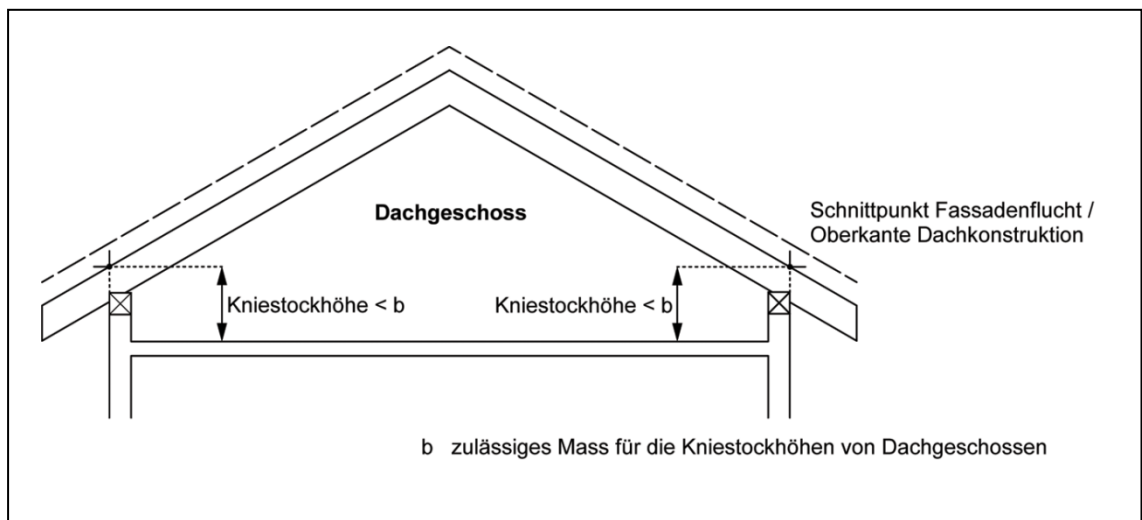 Dachgeschoss
Schnittpunkt Fassadenflucht /
Oberkante Dachkonstruktion
Kniestockhöhe < b
Kniestockhöhe < b
b zulässiges Mass für die Kniestockhöhen von Dachgeschossen